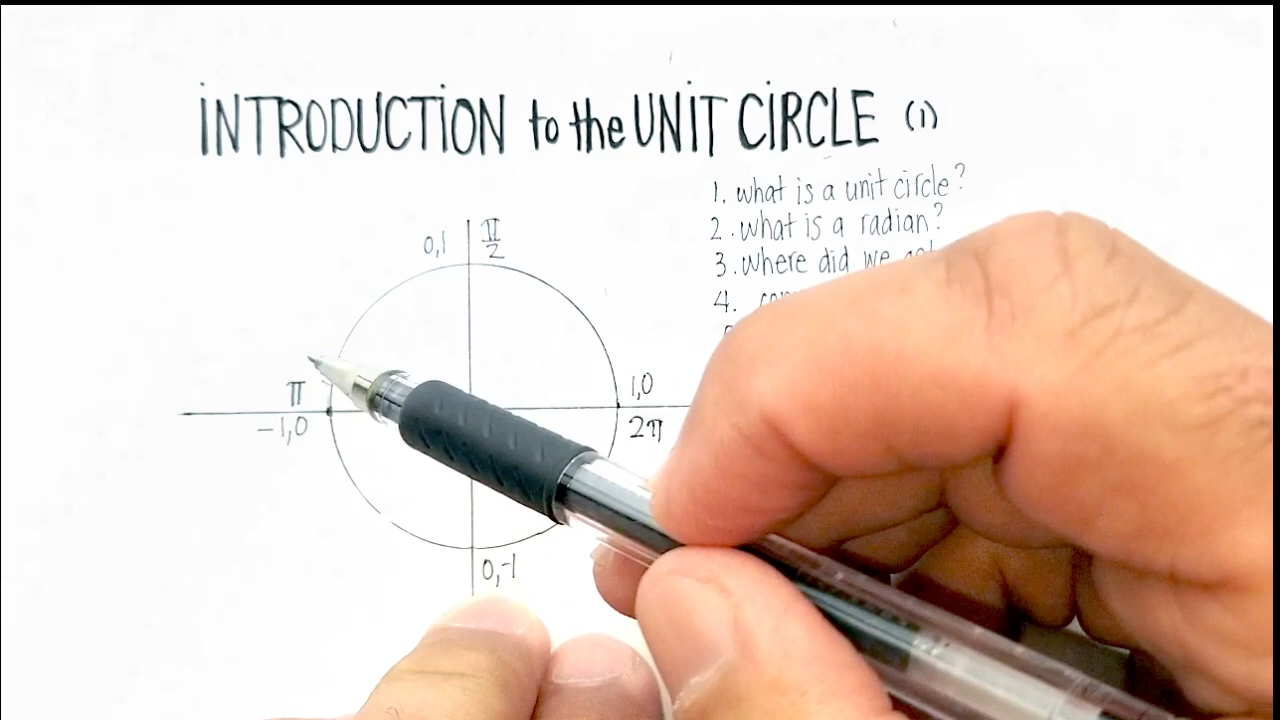 INTRODUCTION to the UNIT CIRCLE (1)
1. what is a unit circle?
2. what is a radian?
3. where did we
4.
0,1
π/2
π
-1,0
1,0
2π
0,-1